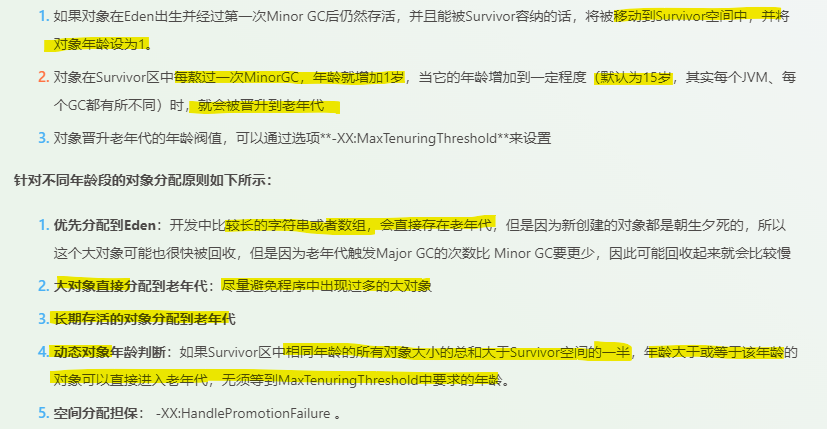 1. 如果对象在Eden出生并经过第一次Minor GC后仍然存活，并且能被Survivor容纳的话，将被移动到Survivor空间中，并将
对象年龄设为1。
2. 对象在Survivor区中每熬过一次MinorGC，年龄就增加1岁，当它的年龄增加到一定程度（默认为15岁，其实每个JVM、每
个GC都有所不同）时，就会被晋升到老年代
3. 对象晋升老年代的年龄阀值，可以通过选项**-XX:MaxTenuringThreshold**来设置
针对不同年龄段的对象分配原则如下所示：
1. 优先分配到Eden：开发中比较长的字符串或者数组，会直接存在老年代，但是因为新创建的对象都是朝生夕死的，所以
这个大对象可能也很快被回收，但是因为老年代触发Major GC的次数比 Minor GC要更少，因此可能回收起来就会比较慢
2. 大对象直接分配到老年代：尽量避免程序中出现过多的大对象
3. 长期存活的对象分配到老年代
4. 动态对象年龄判断：如果Survivor区中相同年龄的所有对象大小的总和大于Survivor空间的一半，年龄大于或等于该年龄的
对象可以直接进入老年代，无须等到MaxTenuringThreshold中要求的年龄。
5. 空间分配担保： -XX:HandlePromotionFailure 。